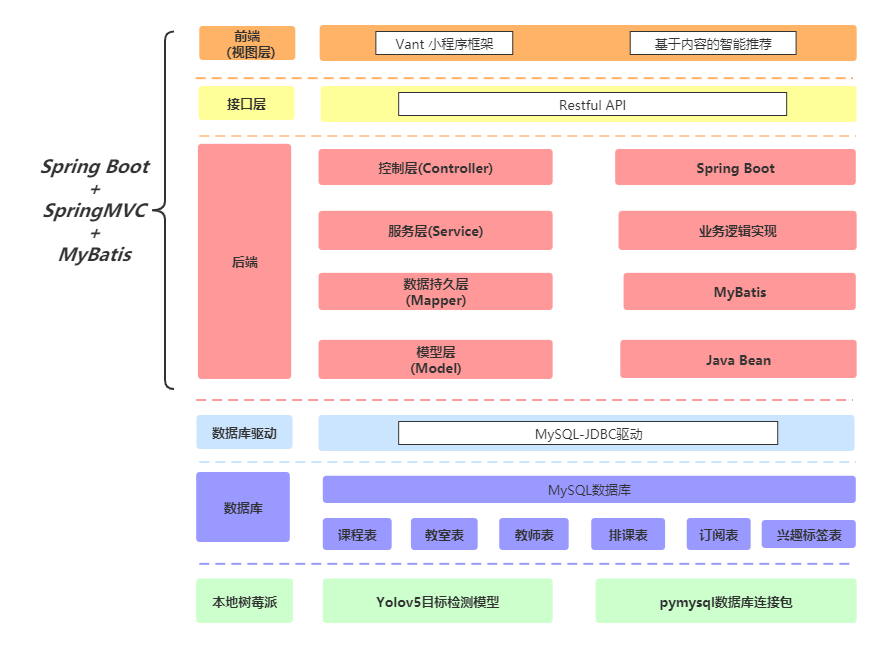 前端
(视图层)
Vant 小程序框架
基于内容的智能推荐
接口层
Restful API
Spring Boot
+
SpringMVC
+
MyBatis
后端
控制层(Controller)
Spring Boot
服务层(Service)
业务逻辑实现
数据持久层
(Mapper)
MyBatis
模型层
(Model)
Java Bean
数据库驱动
MySQL-JDBC驱动
数据库
MySQL数据库
课程表
教室表
教师表
排课表
订阅表
兴趣标签表
本地树莓派
Yolov5目标检测模型
pymysql数据库连接包